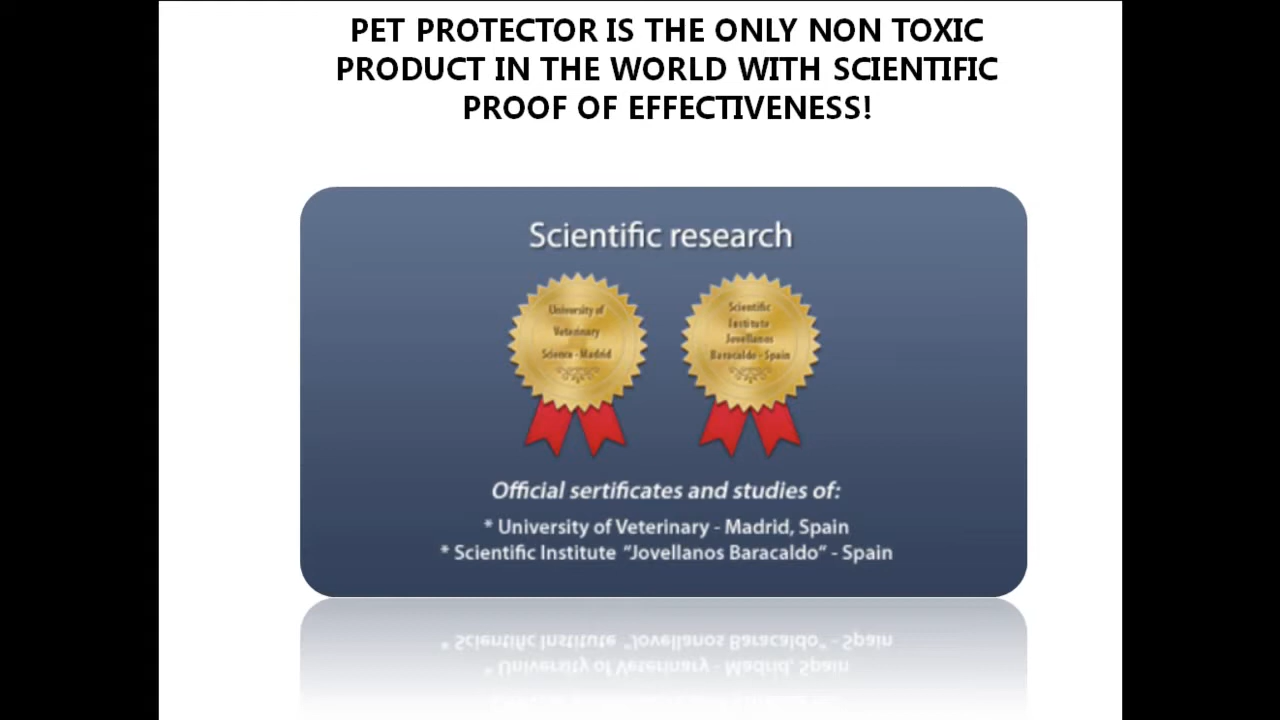 PET PROTECTOR IS THE ONLY NON TOXIC
PRODUCT IN THE WORLD WITH SCIENTIFIC
PROOF OF EFFECTIVENESS!
Scientific research
University of
Veterinary
Science - Madrid
Scientific
Institute
Jovellanos
Baracaldo - Spain
Official sertificates and studies of:
* University of Veterinary - Madrid, Spain
* Scientific Institute "Jovellanos Baracaldo" - Spain